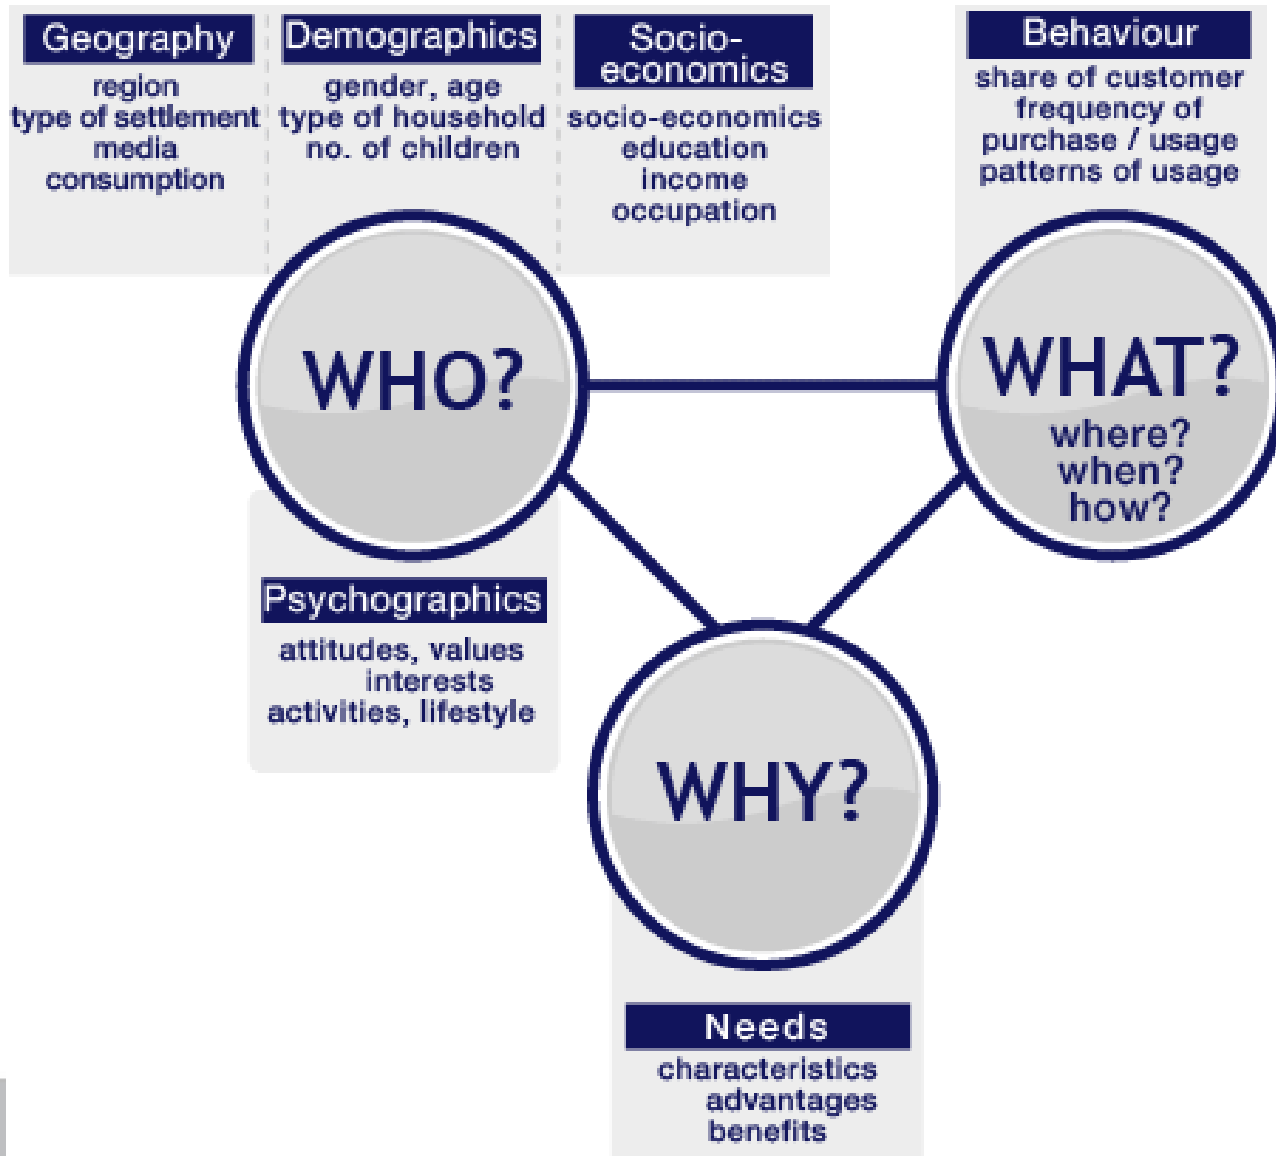 Geography
region
type of settlement
media
consumption
Demographics
gender, age
type of household
no. of children
Socio-
economics
socio-economics
education
income
occupation
Behaviour
share of customer
frequency of
purchase / usage
patterns of usage
WHO?
WHAT?
where?
when?
how?
Psychographics
attitudes, values
interests
activities, lifestyle
WHY?
Needs
characteristics
advantages
benefits